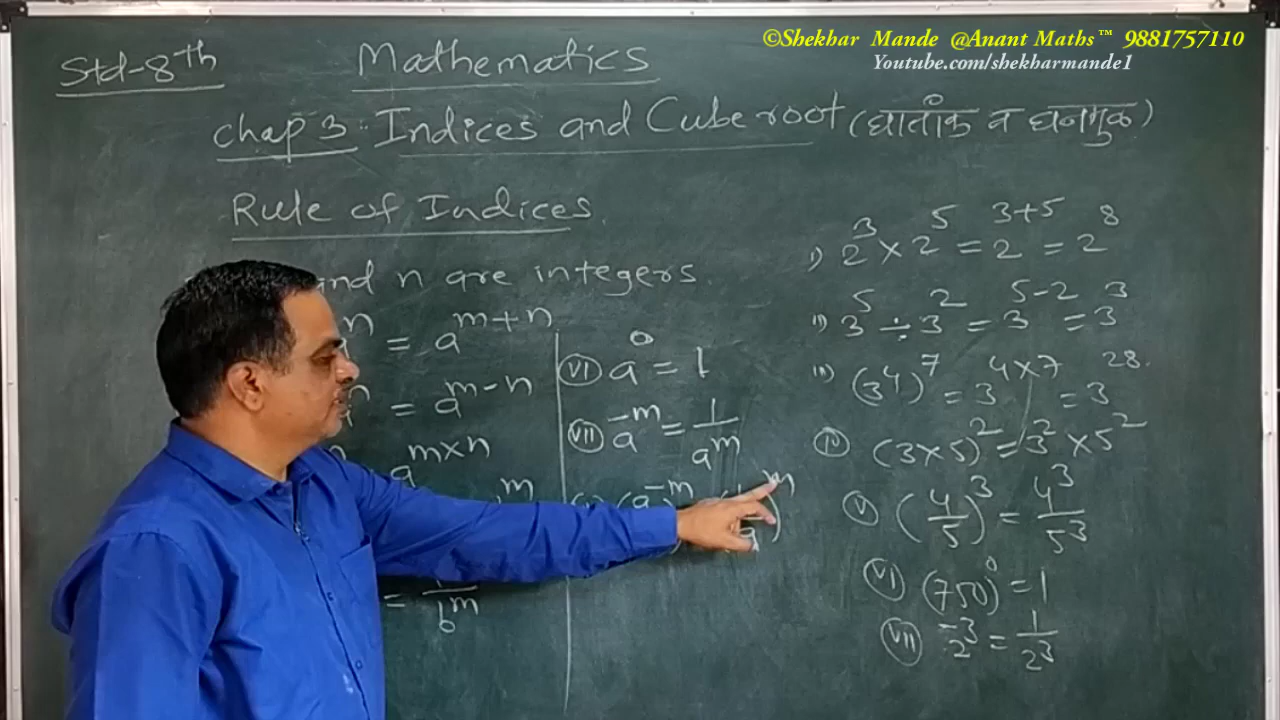 ©Shekhar Mande @Anant Maths™ 9881757110
Youtube.com/shekharmande1
Std-8th
Mathematics
Chap 3: Indices and Cube root (घातांक व घनमुळ)
Rule of Indices.
and n are integers.
n = a^(m+n)
n = a^(m-n)
a^(m×n)
m
= 1/b^m
(VI) a^0 = 1
(VII) a^-m = 1/a^m
a^-m
)^m
i) 2^3 × 2^5 = 2^(3+5) = 2^8
ii) 3^5 ÷ 3^2 = 3^(5-2) = 3^3
iii) (3^4)^7 = 3^(4×7) = 3^28.
(IV) (3×5)^2 = 3^2 × 5^2
(V) (4/5)^3 = 4^3/5^3
(VI) (750)^0 = 1
(VII) 2^-3 = 1/2^3